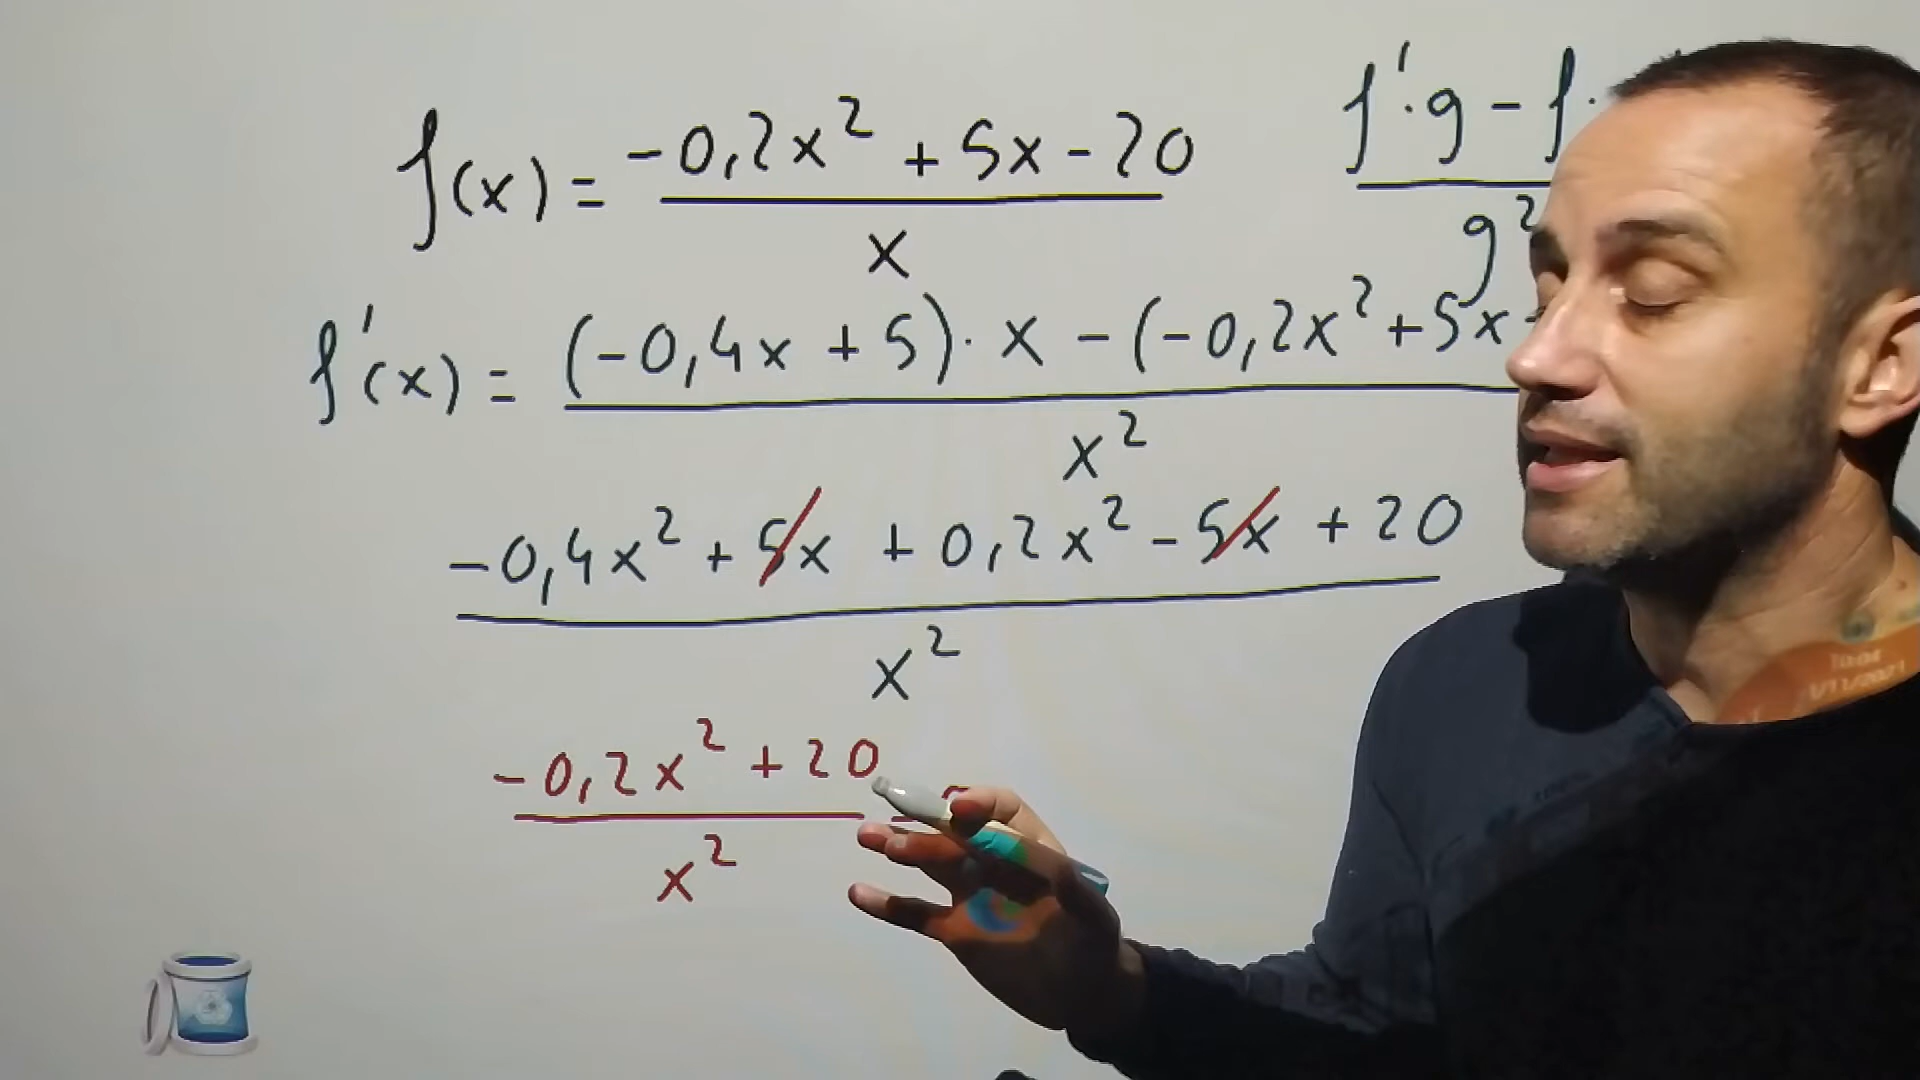 f(x) = (-0,2x² + 5x - 20) / x
f'·g - f· / g²
f'(x) = ((-0,4x + 5)·x - (-0,2x² + 5x / x²
(-0,4x² + 5x + 0,2x² - 5x + 20) / x²
(-0,2x² + 20) / x²